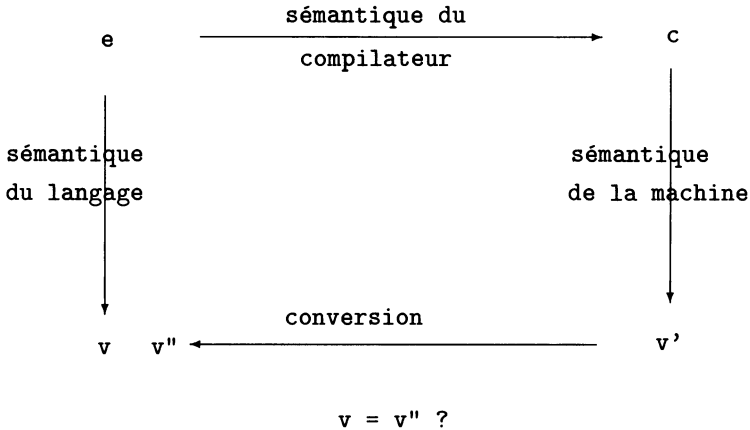 sémantique du
e
c
compilateur
sémantique
du langage
sémantique
de la machine
conversion
v
v"
v'
v = v" ?